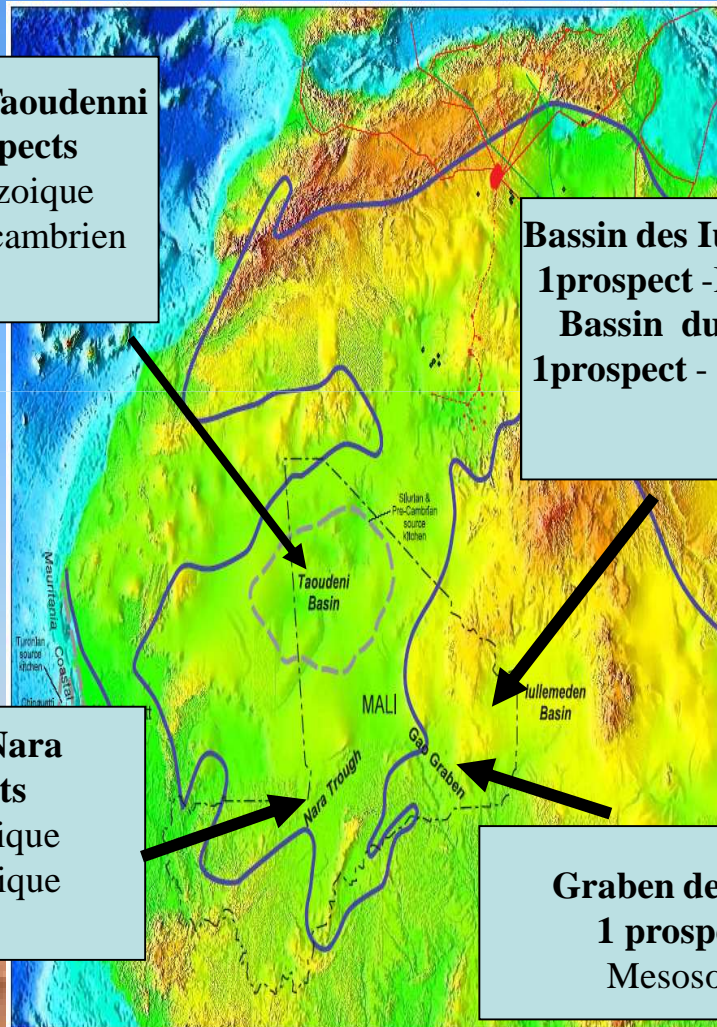 aoudenni
pects
zoique
cambrien
Bassin des Iu
1prospect -
Bassin du
1prospect -
Silurian &
Pre-Cambrian
source
kitchen
Taoudeni
Basin
Mauritania
Coastal
Turonian
source
kitchen
MALI
Iullemeden
Basin
Gao Graben
Nara Trough
Nara
ts
ique
ique
Graben de
1 prospe
Mesoso